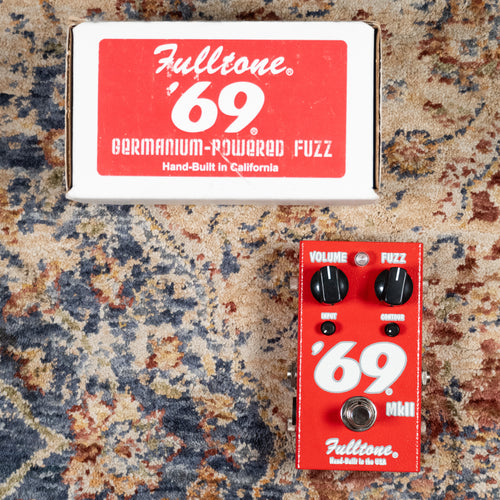 Fulltone®
'69®
GERMANIUM-POWERED FUZZ
Hand-Built in California
VOLUME FUZZ
INPUT CONTOUR
'69®
MkII
Fulltone®
Hand-Built in the USA